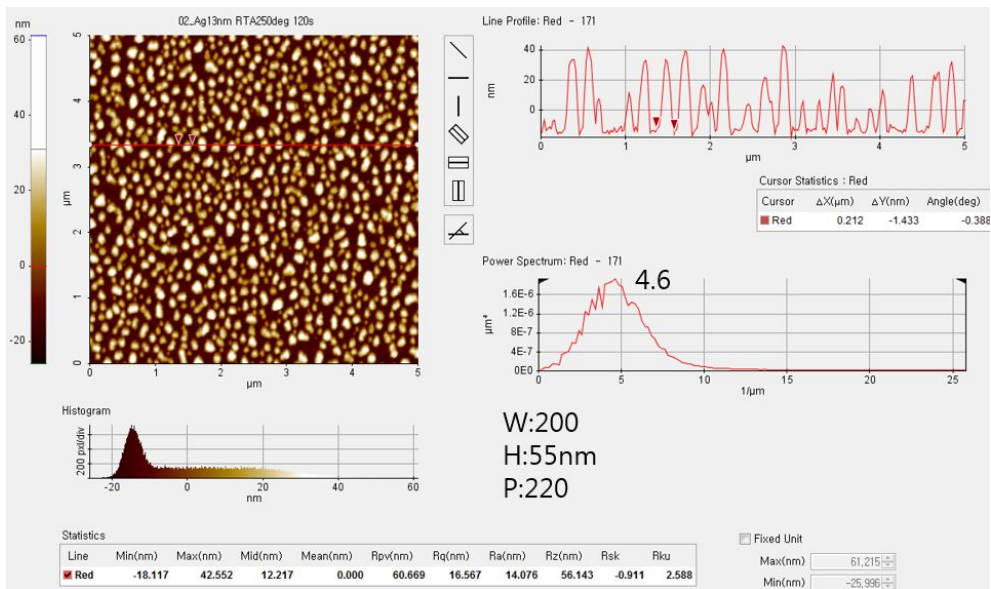 nm
60
40
20
0
-20
02_Ag13nm RTA250deg 120s
5
4
3
2
1
0
μm
0 1 2 3 4 5
μm
Line Profile: Red - 171
nm
40
20
0
0 1 2 3 4 5
μm
Cursor Statistics : Red
Cursor ΔX(μm) ΔY(nm) Angle(deg)
Red 0.212 -1.433 -0.388
Power Spectrum: Red - 171
4.6
μm⁴
1.6E-6
1.2E-6
8E-7
4E-7
0E0
0 5 10 15 20 25
1/μm
Histogram
200 pxl/div
-20 0 20 40 60
nm
W:200
H:55nm
P:220
Statistics
Line Min(nm) Max(nm) Mid(nm) Mean(nm) Rpv(nm) Rq(nm) Ra(nm) Rz(nm) Rsk Rku
Red -18.117 42.552 12.217 0.000 60.669 16.567 14.076 56.143 -0.911 2.588
Fixed Unit
Max(nm) 61,215
Min(nm) -25,996